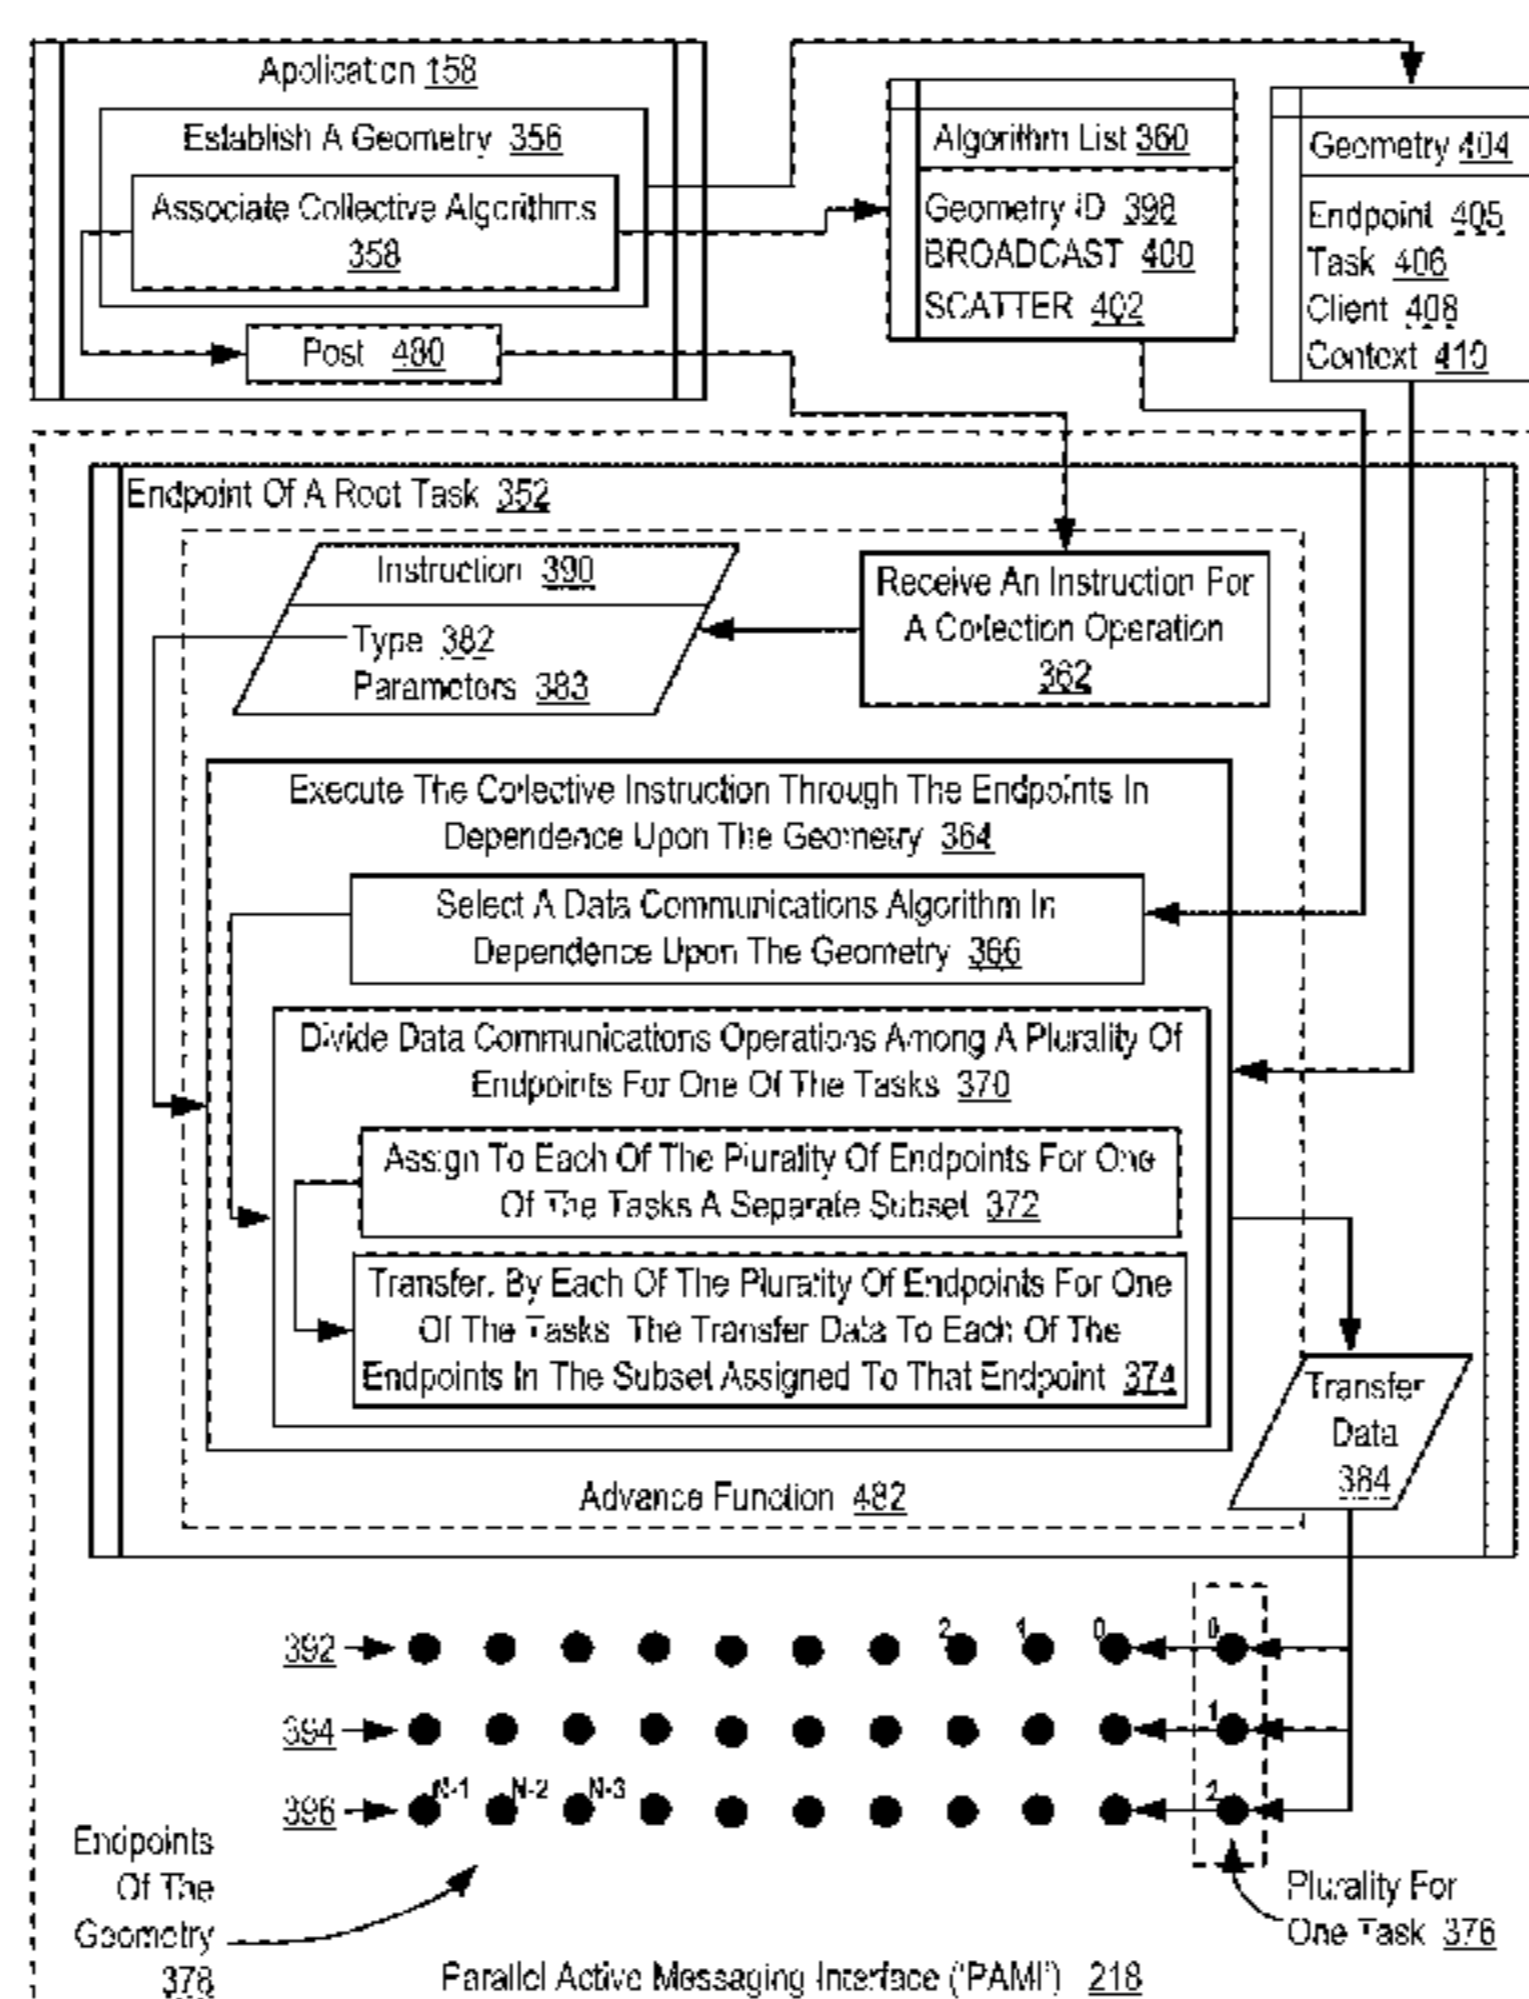 Application 158
Establish A Geometry 356
Associate Collective Algorithms
358
Post 480
Algorithm List 360
Geometry ID 398
BROADCAST 400
SCATTER 402
Geometry 404
Endpoint 405
Task 406
Client 408
Context 410
Endpoint Of A Root Task 352
Instruction 390
Type 382
Parameters 383
Receive An Instruction For
A Collection Operation
362
Execute The Collective Instruction Through The Endpoints In
Dependence Upon The Geometry 364
Select A Data Communications Algorithm In
Dependence Upon The Geometry 366
Divide Data Communications Operations Among A Plurality Of
Endpoints For One Of The Tasks 370
Assign To Each Of The Plurality Of Endpoints For One
Of The Tasks A Separate Subset 372
Transfer, By Each Of The Plurality Of Endpoints For One
Of The Tasks, The Transfer Data To Each Of The
Endpoints In The Subset Assigned To That Endpoint 374
Advance Function 482
Transfer
Data
384
392
2 1 0 0
394
1
396
N-1 N-2 N-3 2
Endpoints
Of The
Geometry
378
Plurality For
One Task 376
Parallel Active Messaging Interface ('PAMI') 218